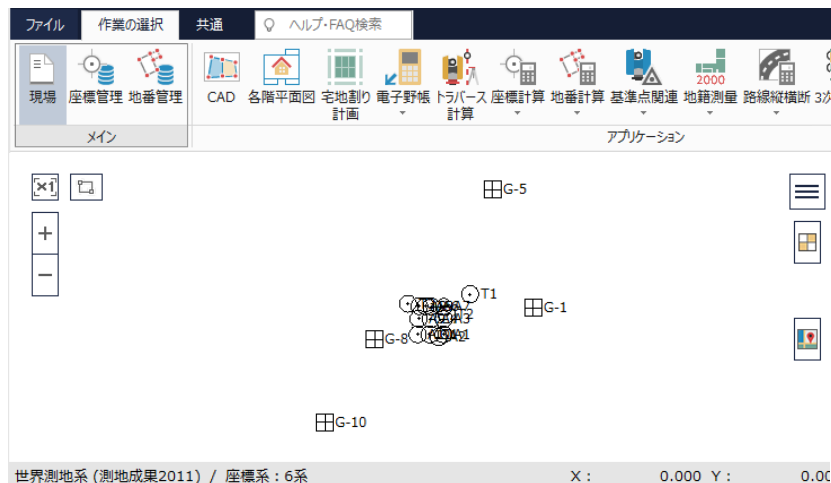 ファイル 作業の選択 共通 ヘルプ・FAQ検索
現場 座標管理 地番管理 CAD 各階平面図 宅地割り 電子野帳 トラバース 座標計算 地番計算 基準点関連 地籍測量 路線縦横断 3次
計画 計算
2000
メイン アプリケーション
×1
G-5
+
−
T1
G-1
G-8
G-10
世界測地系 (測地成果2011) / 座標系：6系 X： 0.000 Y： 0.00